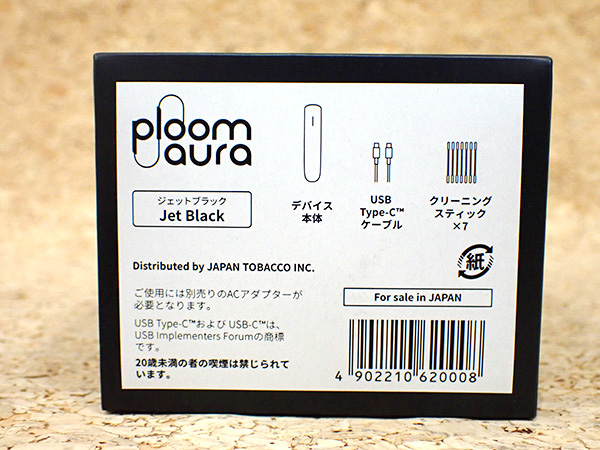 ploom
aura
ジェットブラック
Jet Black
デバイス
本体
USB
Type-C™
ケーブル
クリーニング
スティック
×7
紙
Distributed by JAPAN TOBACCO INC.
For sale in JAPAN
ご使用には別売りのACアダプターが
必要となります。
USB Type-C™および USB-C™は、
USB Implementers Forumの商標
です。
20歳未満の者の喫煙は禁じられて
います。
4 902210 620008